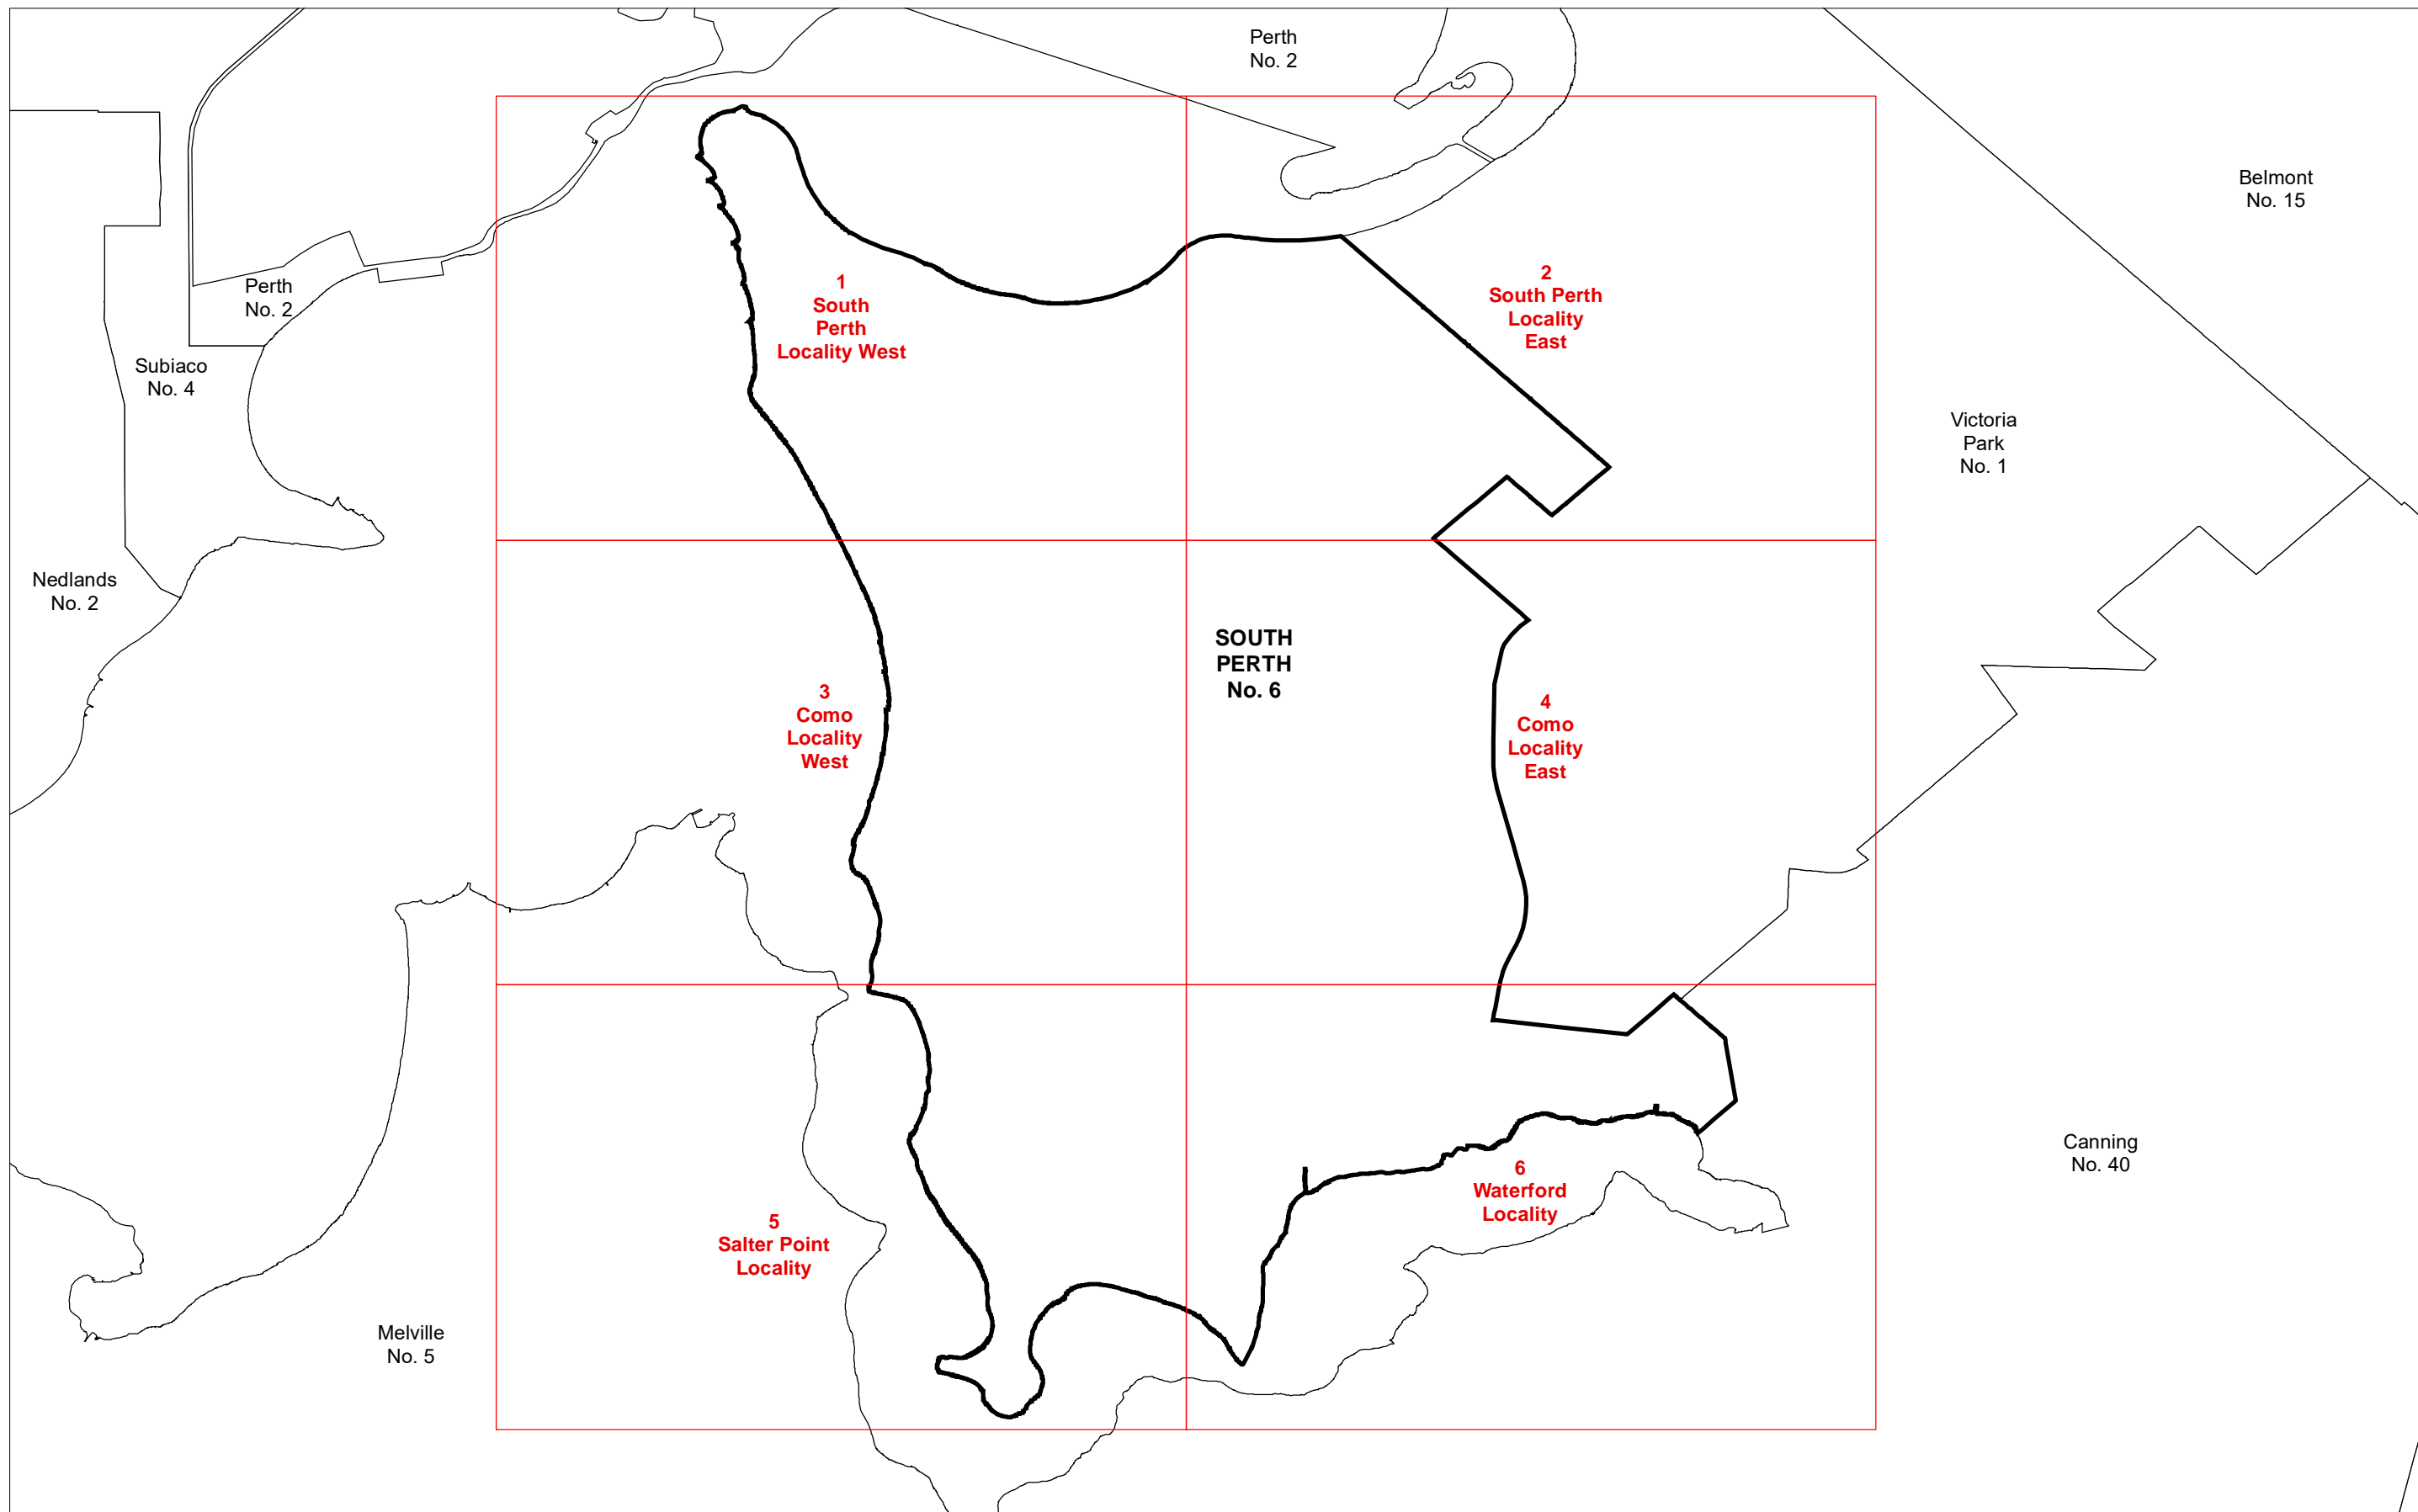 Perth
No. 2
Belmont
No. 15
Perth
No. 2
1
South
Perth
Locality West
2
South Perth
Locality
East
Subiaco
No. 4
Victoria
Park
No. 1
Nedlands
No. 2
SOUTH
PERTH
No. 6
3
Como
Locality
West
4
Como
Locality
East
Canning
No. 40
6
Waterford
Locality
5
Salter Point
Locality
Melville
No. 5